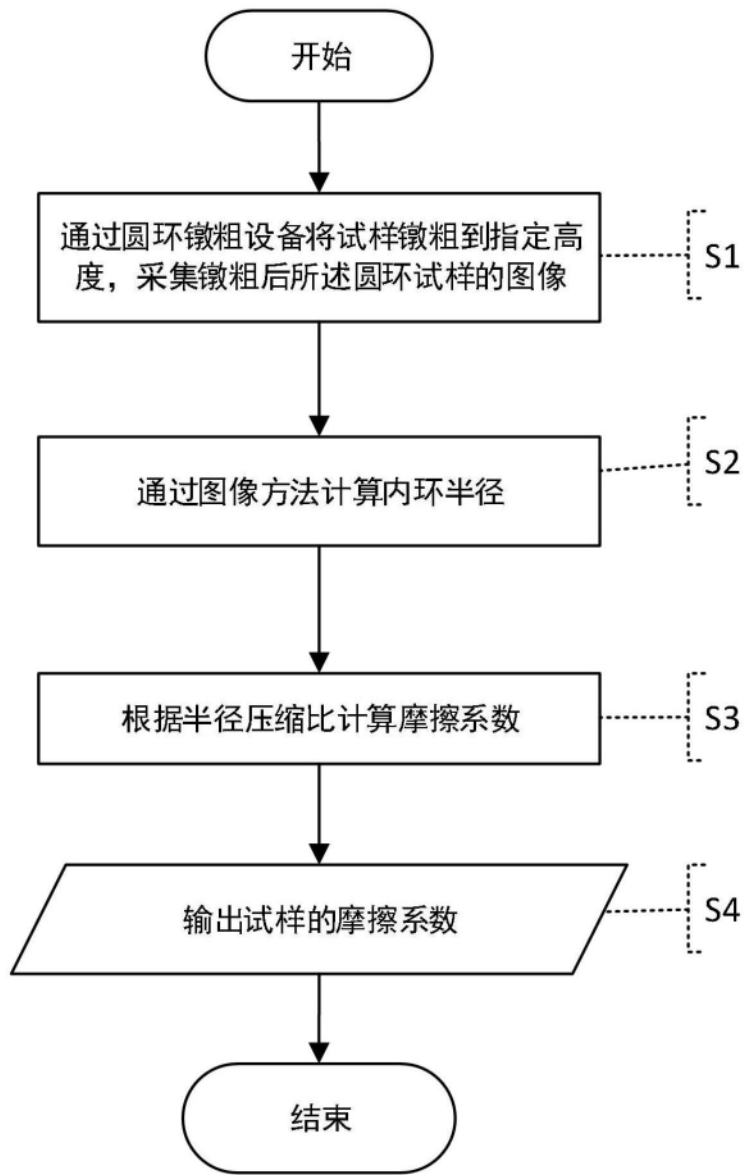 开始
通过圆环镦粗设备将试样镦粗到指定高
度，采集镦粗后所述圆环试样的图像
S1
通过图像方法计算内环半径
S2
根据半径压缩比计算摩擦系数
S3
输出试样的摩擦系数
S4
结束